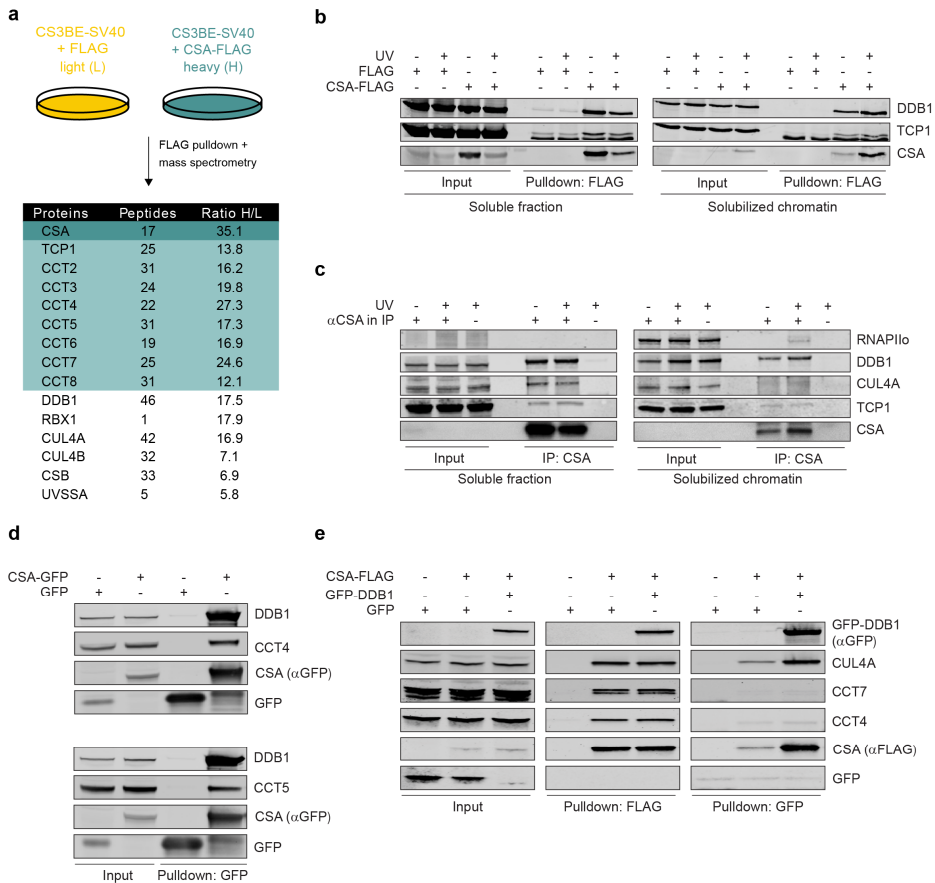 a
CS3BE-SV40
+ FLAG
light (L)
CS3BE-SV40
+ CSA-FLAG
heavy (H)
FLAG pulldown +
mass spectrometry
Proteins Peptides Ratio H/L
CSA 17 35.1
TCP1 25 13.8
CCT2 31 16.2
CCT3 24 19.8
CCT4 22 27.3
CCT5 31 17.3
CCT6 19 16.9
CCT7 25 24.6
CCT8 31 12.1
DDB1 46 17.5
RBX1 1 17.9
CUL4A 42 16.9
CUL4B 32 7.1
CSB 33 6.9
UVSSA 5 5.8
b
UV - + - + - + - + - + - + - + - +
FLAG + + - - + + - - + + - - + + - -
CSA-FLAG - - + + - - + + - - + + - - + +
DDB1
TCP1
CSA
Input Pulldown: FLAG Input Pulldown: FLAG
Soluble fraction Solubilized chromatin
c
UV - + + - + + - + + - + +
αCSA in IP + + - + + - + + - + + -
RNAPIIo
DDB1
CUL4A
TCP1
CSA
Input IP: CSA Input IP: CSA
Soluble fraction Solubilized chromatin
d
CSA-GFP - + - +
GFP + - + -
DDB1
CCT4
CSA (αGFP)
GFP
DDB1
CCT5
CSA (αGFP)
GFP
Input Pulldown: GFP
e
CSA-FLAG - + + - + + - + +
GFP-DDB1 - - + - - + - - +
GFP + + - + + - + + -
GFP-DDB1
(αGFP)
CUL4A
CCT7
CCT4
CSA (αFLAG)
GFP
Input Pulldown: FLAG Pulldown: GFP